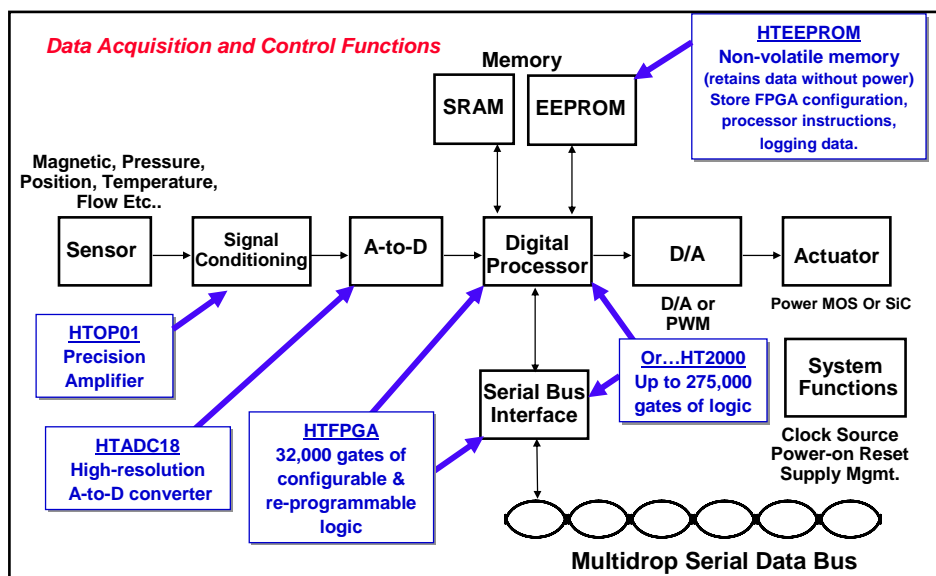 Data Acquisition and Control Functions
Memory
SRAM
EEPROM
HTEEPROM
Non-volatile memory
(retains data without power)
Store FPGA configuration,
processor instructions,
logging data.
Magnetic, Pressure,
Position, Temperature,
Flow Etc..
Sensor
Signal
Conditioning
A-to-D
Digital
Processor
D/A
Actuator
D/A or
PWM
Power MOS Or SiC
HTOP01
Precision
Amplifier
HTADC18
High-resolution
A-to-D converter
HTFPGA
32,000 gates of
configurable &
re-programmable
logic
Serial Bus
Interface
Or…HT2000
Up to 275,000
gates of logic
System
Functions
Clock Source
Power-on Reset
Supply Mgmt.
Multidrop Serial Data Bus